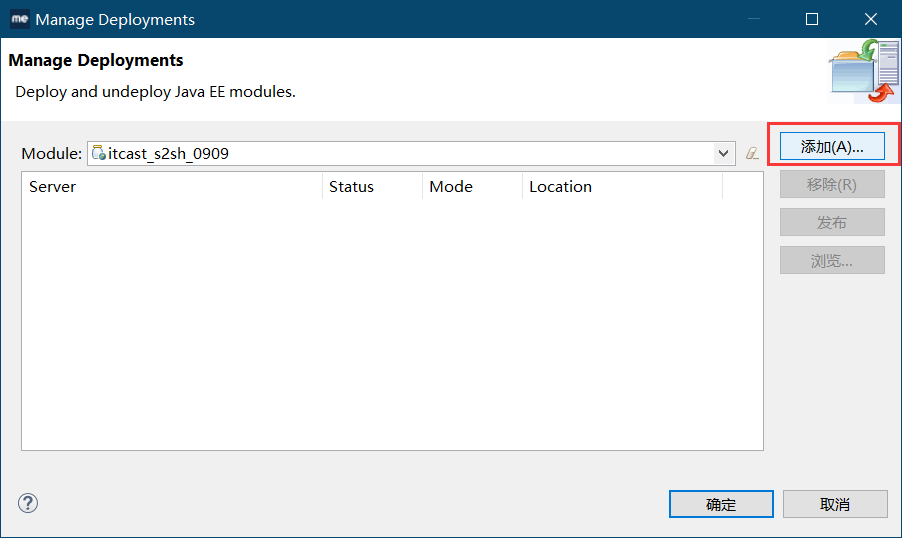 me Manage Deployments
Manage Deployments
Deploy and undeploy Java EE modules.
Module: itcast_s2sh_0909
添加(A)...
Server Status Mode Location
移除(R)
发布
浏览...
?
确定 取消